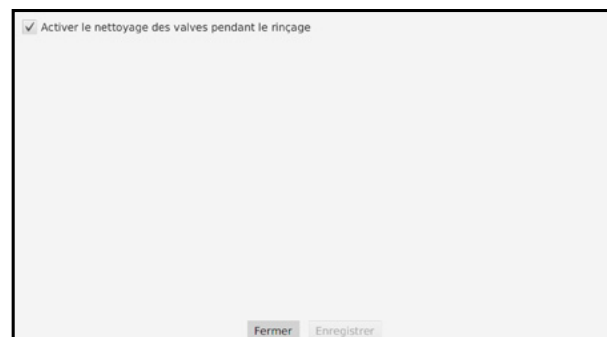 Activer le nettoyage des valves pendant le rinçage
Fermer Enregistrer